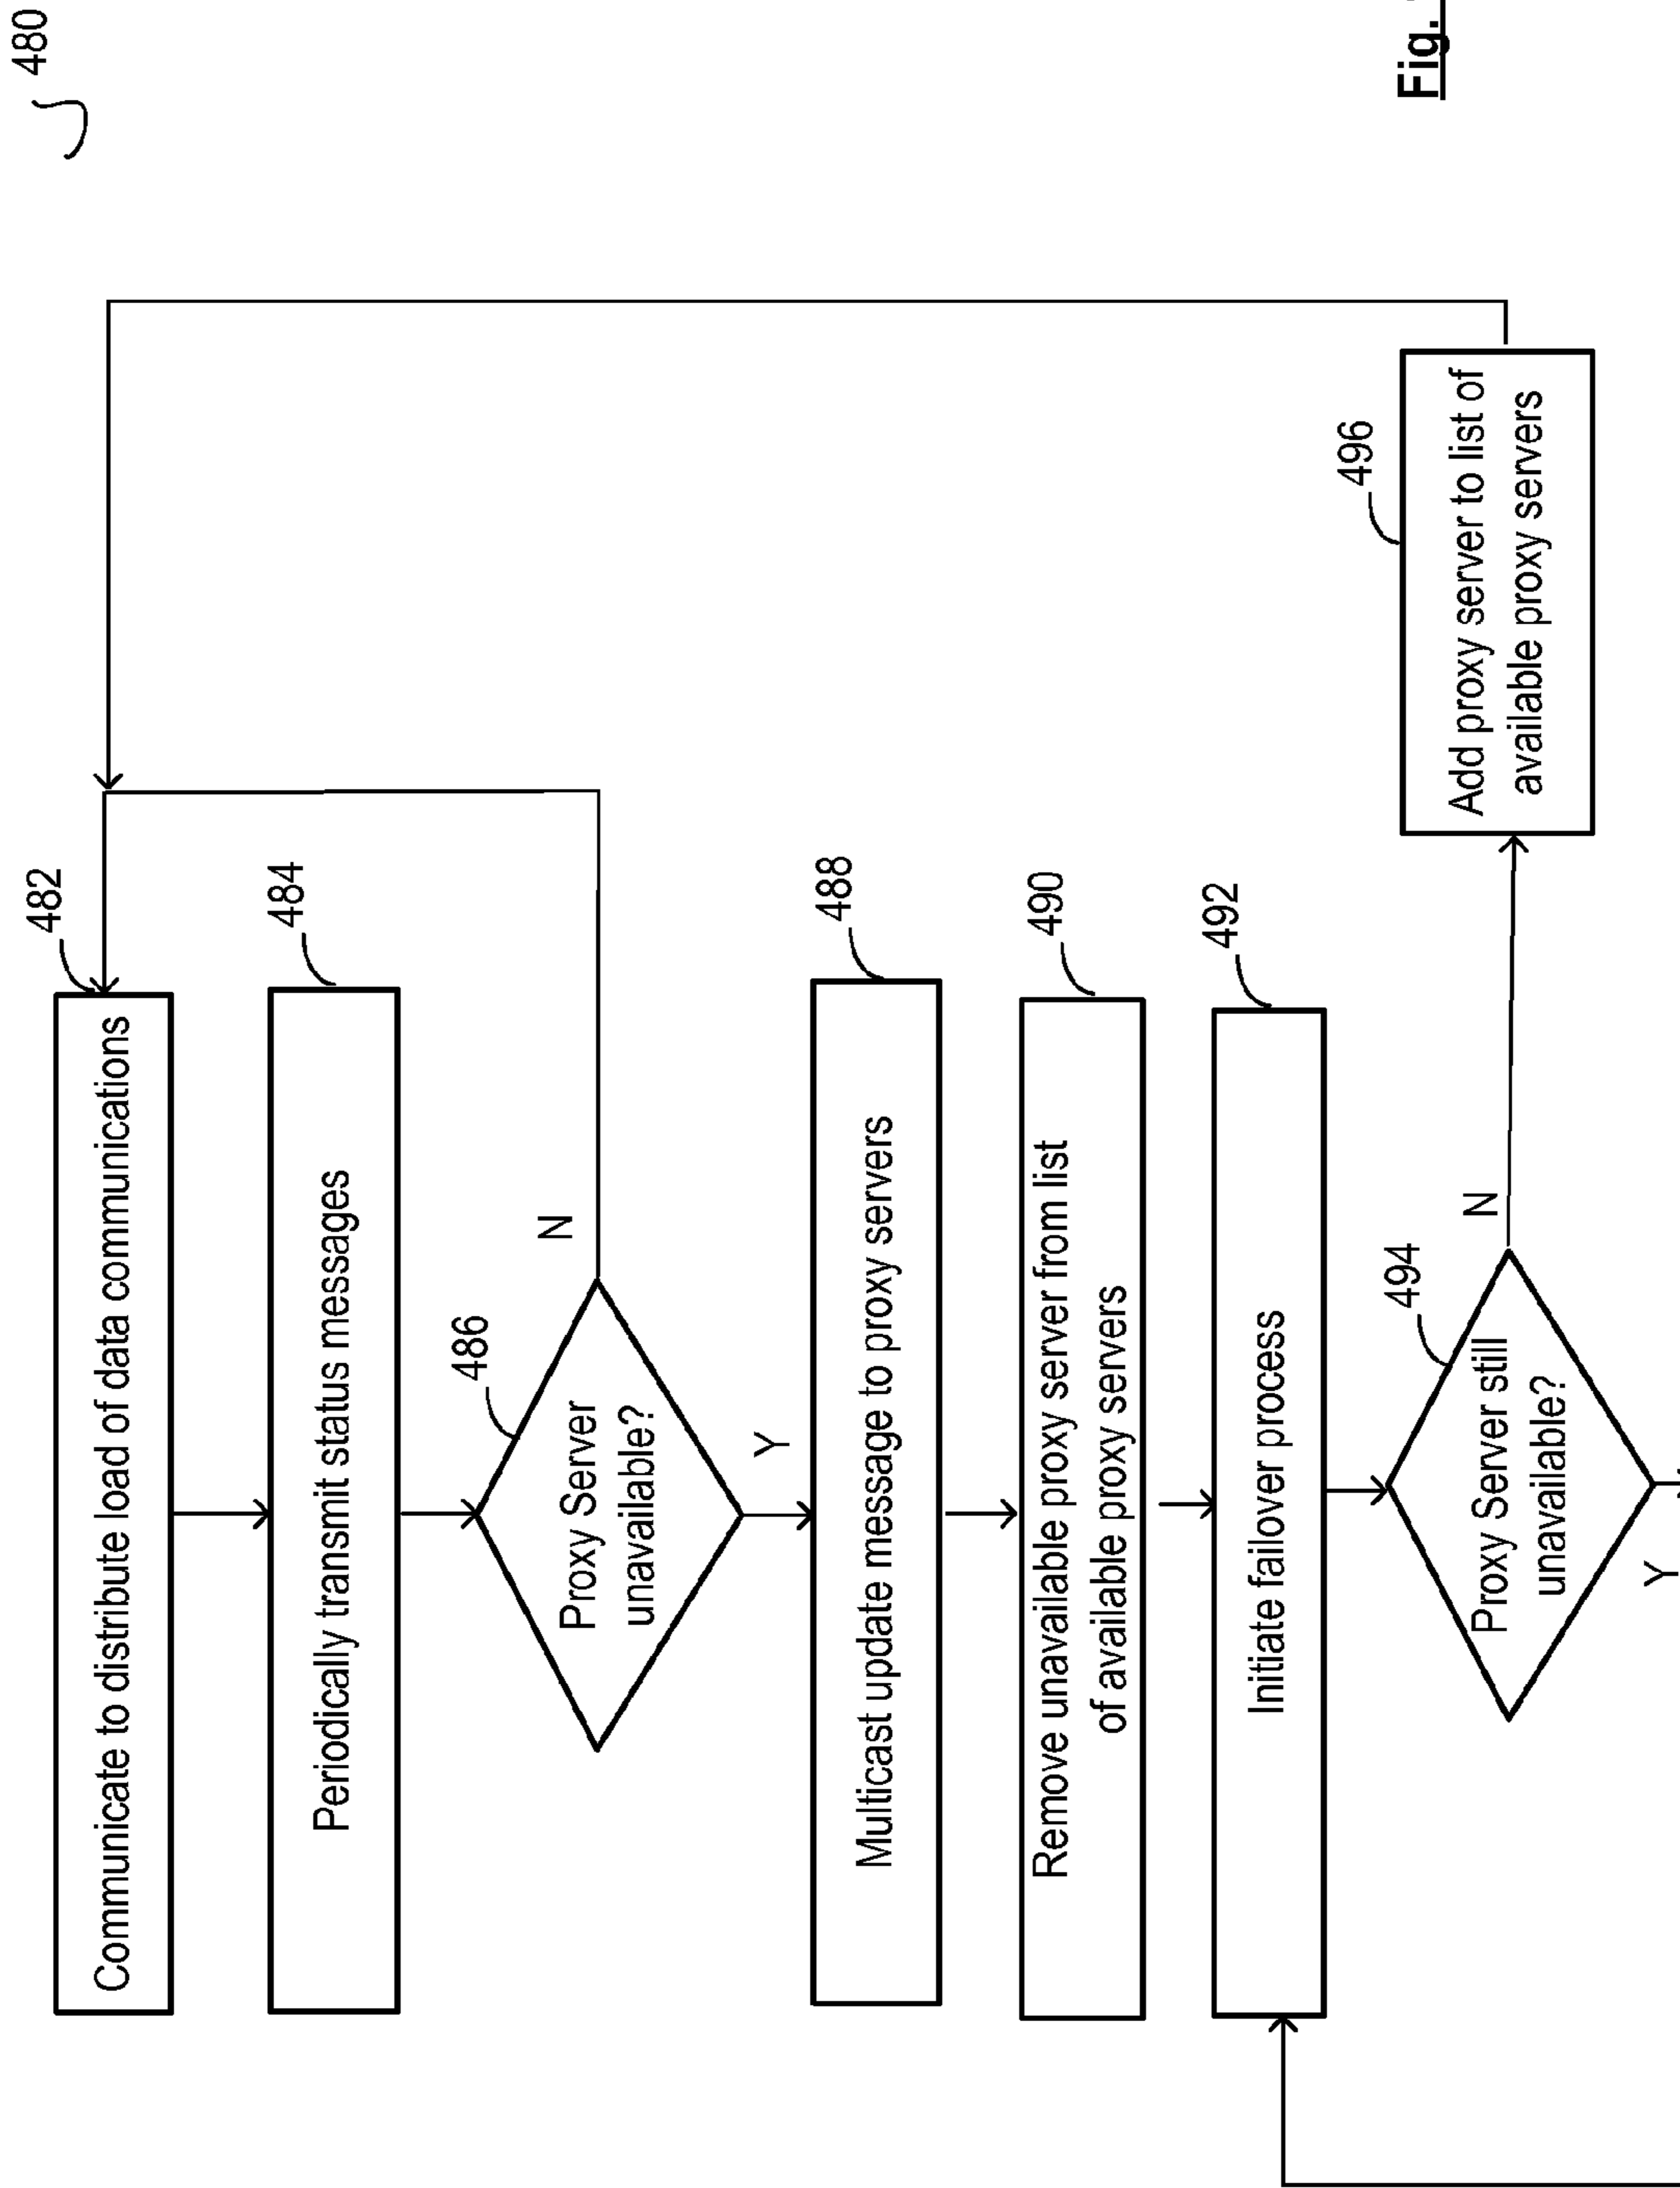 480
482
Communicate to distribute load of data communications
484
Periodically transmit status messages
486
Proxy Server
unavailable?
N
Y
488
Multicast update message to proxy servers
490
Remove unavailable proxy server from list
of available proxy servers
492
Initiate failover process
494
Proxy Server still
unavailable?
N
Y
496
Add proxy server to list of
available proxy servers
Fig.